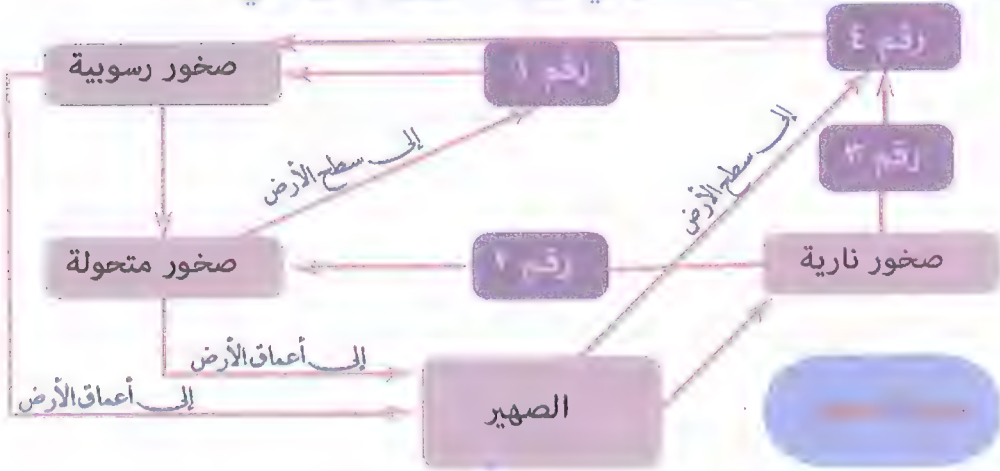 رقم ٤
صخور رسوبية
رقم ١
إلى سطح الأرض
إلى سطح الأرض
رقم ٣
صخور متحولة
رقم ٢
صخور نارية
إلى أعماق الأرض
إلى أعماق الأرض
الصهير